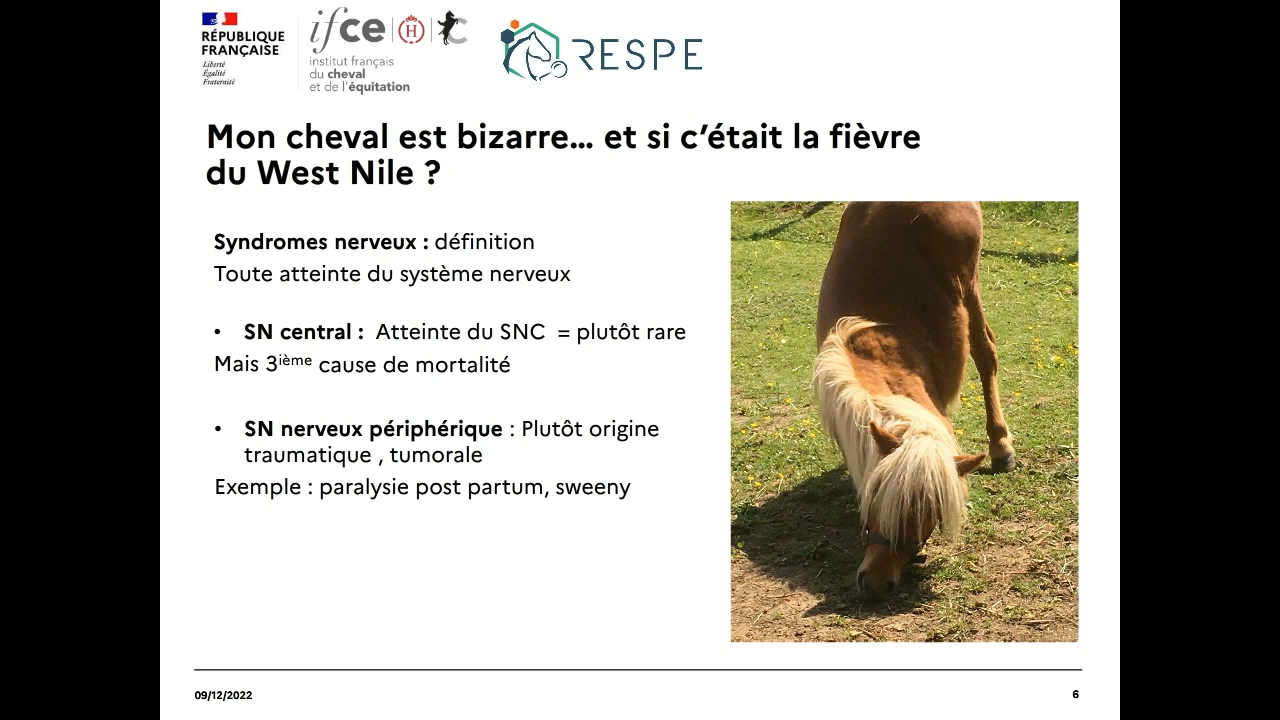 RÉPUBLIQUE
FRANÇAISE
Liberté
Égalité
Fraternité
ifce
H
institut français
du cheval
et de l'équitation
RESPE
Mon cheval est bizarre... et si c'était la fièvre
du West Nile ?
Syndromes nerveux : définition
Toute atteinte du système nerveux
• SN central : Atteinte du SNC = plutôt rare
Mais 3ième cause de mortalité
• SN nerveux périphérique : Plutôt origine
traumatique , tumorale
Exemple : paralysie post partum, sweeny
09/12/2022
6